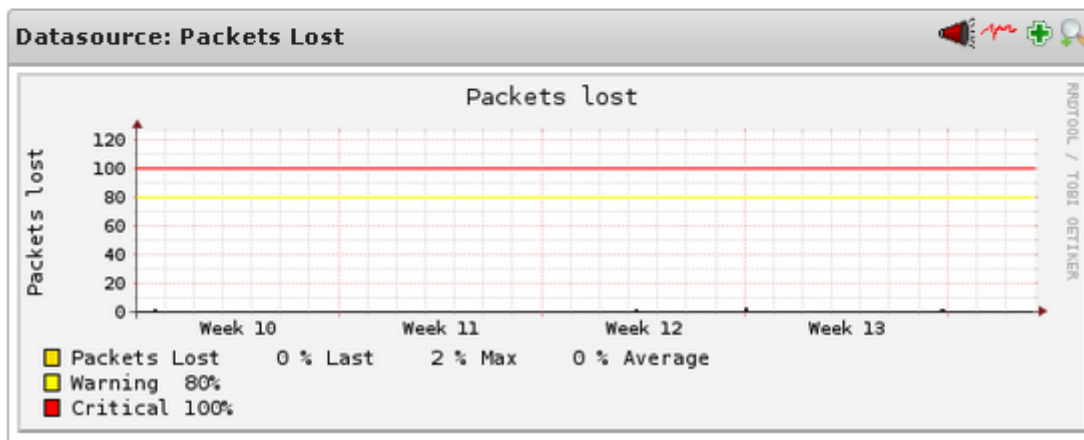 Datasource: Packets Lost
Packets lost
RRDTOOL / TOBI OETIKER
Packets lost
120
100
80
60
40
20
0
Week 10 Week 11 Week 12 Week 13
Packets Lost 0 % Last 2 % Max 0 % Average
Warning 80%
Critical 100%